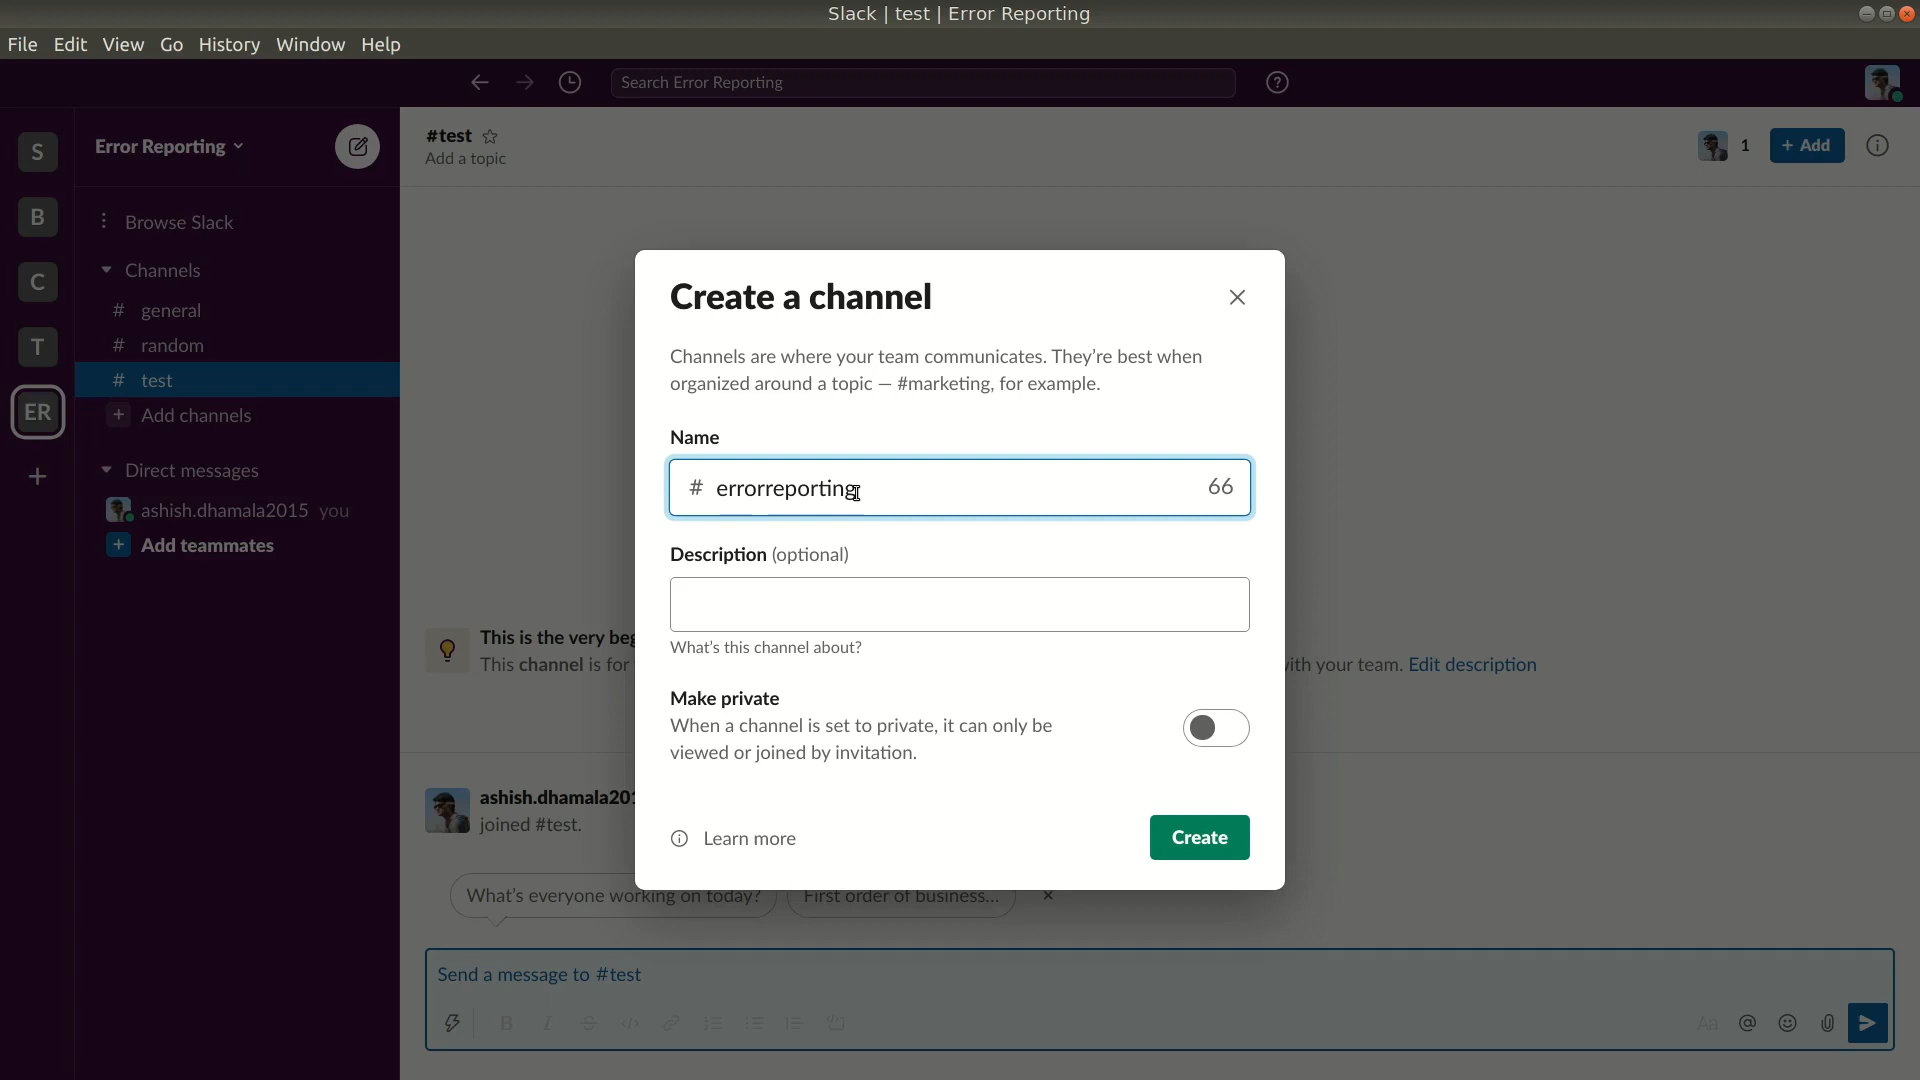 Slack | test | Error Reporting
File Edit View Go History Window Help
Search Error Reporting
S
B
C
T
ER
Error Reporting
Browse Slack
Channels
# general
# random
# test
+ Add channels
Direct messages
ashish.dhamala2015 you
+ Add teammates
#test
Add a topic
1
+ Add
Create a channel
Channels are where your team communicates. They're best when
organized around a topic — #marketing, for example.
Name
# errorreporting 66
Description (optional)
What's this channel about?
Make private
When a channel is set to private, it can only be
viewed or joined by invitation.
Learn more
Create
This is the very beg
This channel is for
ith your team. Edit description
ashish.dhamala201
joined #test.
What's everyone working on today?
First order of business...
Send a message to #test
B I S </>
Aa @